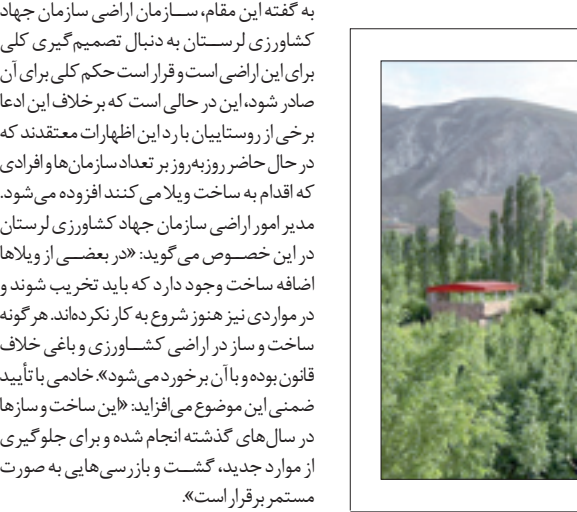 به گفته این مقام، سازمان اراضی سازمان جهاد
کشاورزی لرستان به دنبال تصمیم‌گیری کلی
برای این اراضی است و قرار است حکم کلی برای آن
صادر شود، این در حالی است که برخلاف این ادعا
برخی از روستاییان با رد این اظهارات معتقدند که
در حال حاضر روزبه‌روز بر تعداد سازمان‌ها و افرادی
که اقدام به ساخت ویلا می‌کنند افزوده می‌شود.
مدیر امور اراضی سازمان جهاد کشاورزی لرستان
در این خصوص می‌گوید: «در بعضی از ویلاها
اضافه ساخت وجود دارد که باید تخریب شوند و
در مواردی نیز هنوز شروع به کار نکرده‌اند. هرگونه
ساخت و ساز در اراضی کشاورزی و باغی خلاف
قانون بوده و با آن برخورد می‌شود». خادمی با تأیید
ضمنی این موضوع می‌افزاید: «این ساخت و سازها
در سال‌های گذشته انجام شده و برای جلوگیری
از موارد جدید، گشت و بازرسی‌هایی به صورت
مستمر برقرار است».